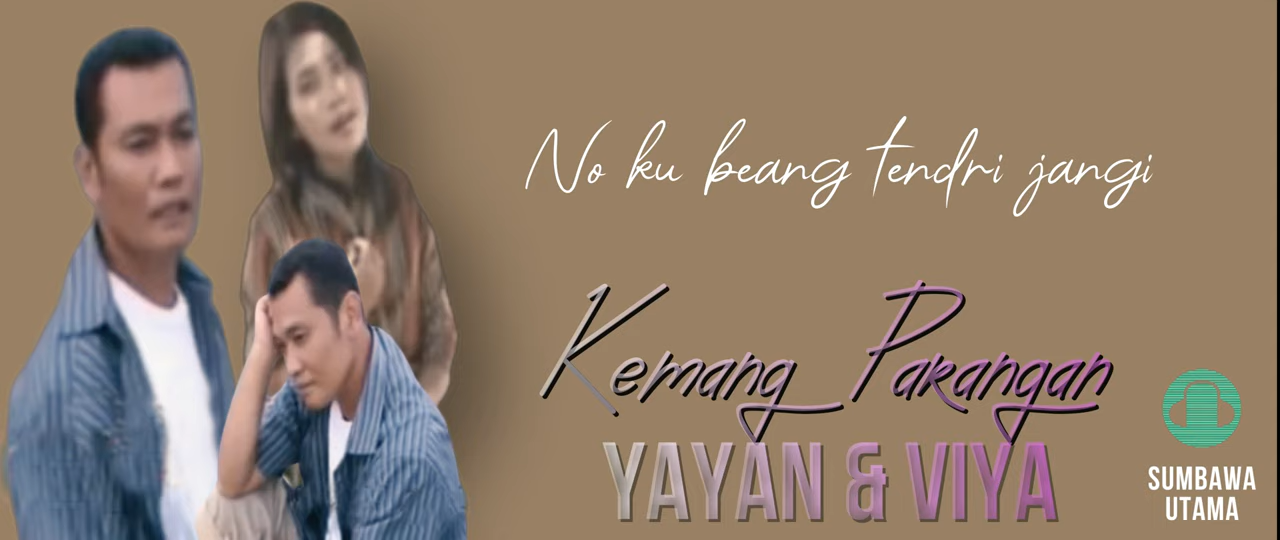 No ku beang tendri jangi
Kemang Parangan
YAYAN & VIYA
SUMBAWA
UTAMA